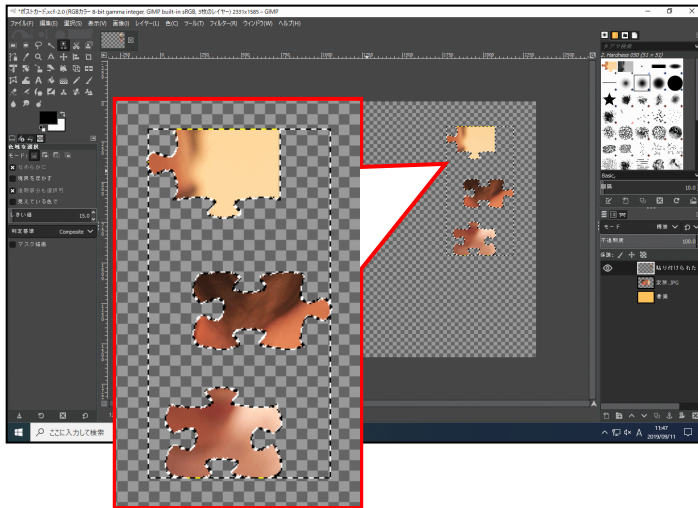 *ポストカード.xcf-2.0 (RGBカラー 8-bit gamma integer, GIMP built-in sRGB, 3枚のレイヤー) 2331x1585 – GIMP
ファイル(F) 編集(E) 選択(S) 表示(V) 画像(I) レイヤー(L) 色(C) ツール(T) フィルター(R) ウィンドウ(W) ヘルプ(H)
タグで検索
2. Hardness 050 (51 × 51)
Basic,
間隔 10.0
色域を選択
モード:
なめらかに
境界をぼかす
透明部分も選択可
見えている色で
しきい値 15.0
判定基準 Composite
マスク描画
モード 標準
不透明度 100.0
保護:
貼り付けられた
家族.JPG
背景
ここに入力して検索
A
11:47
2019/09/11